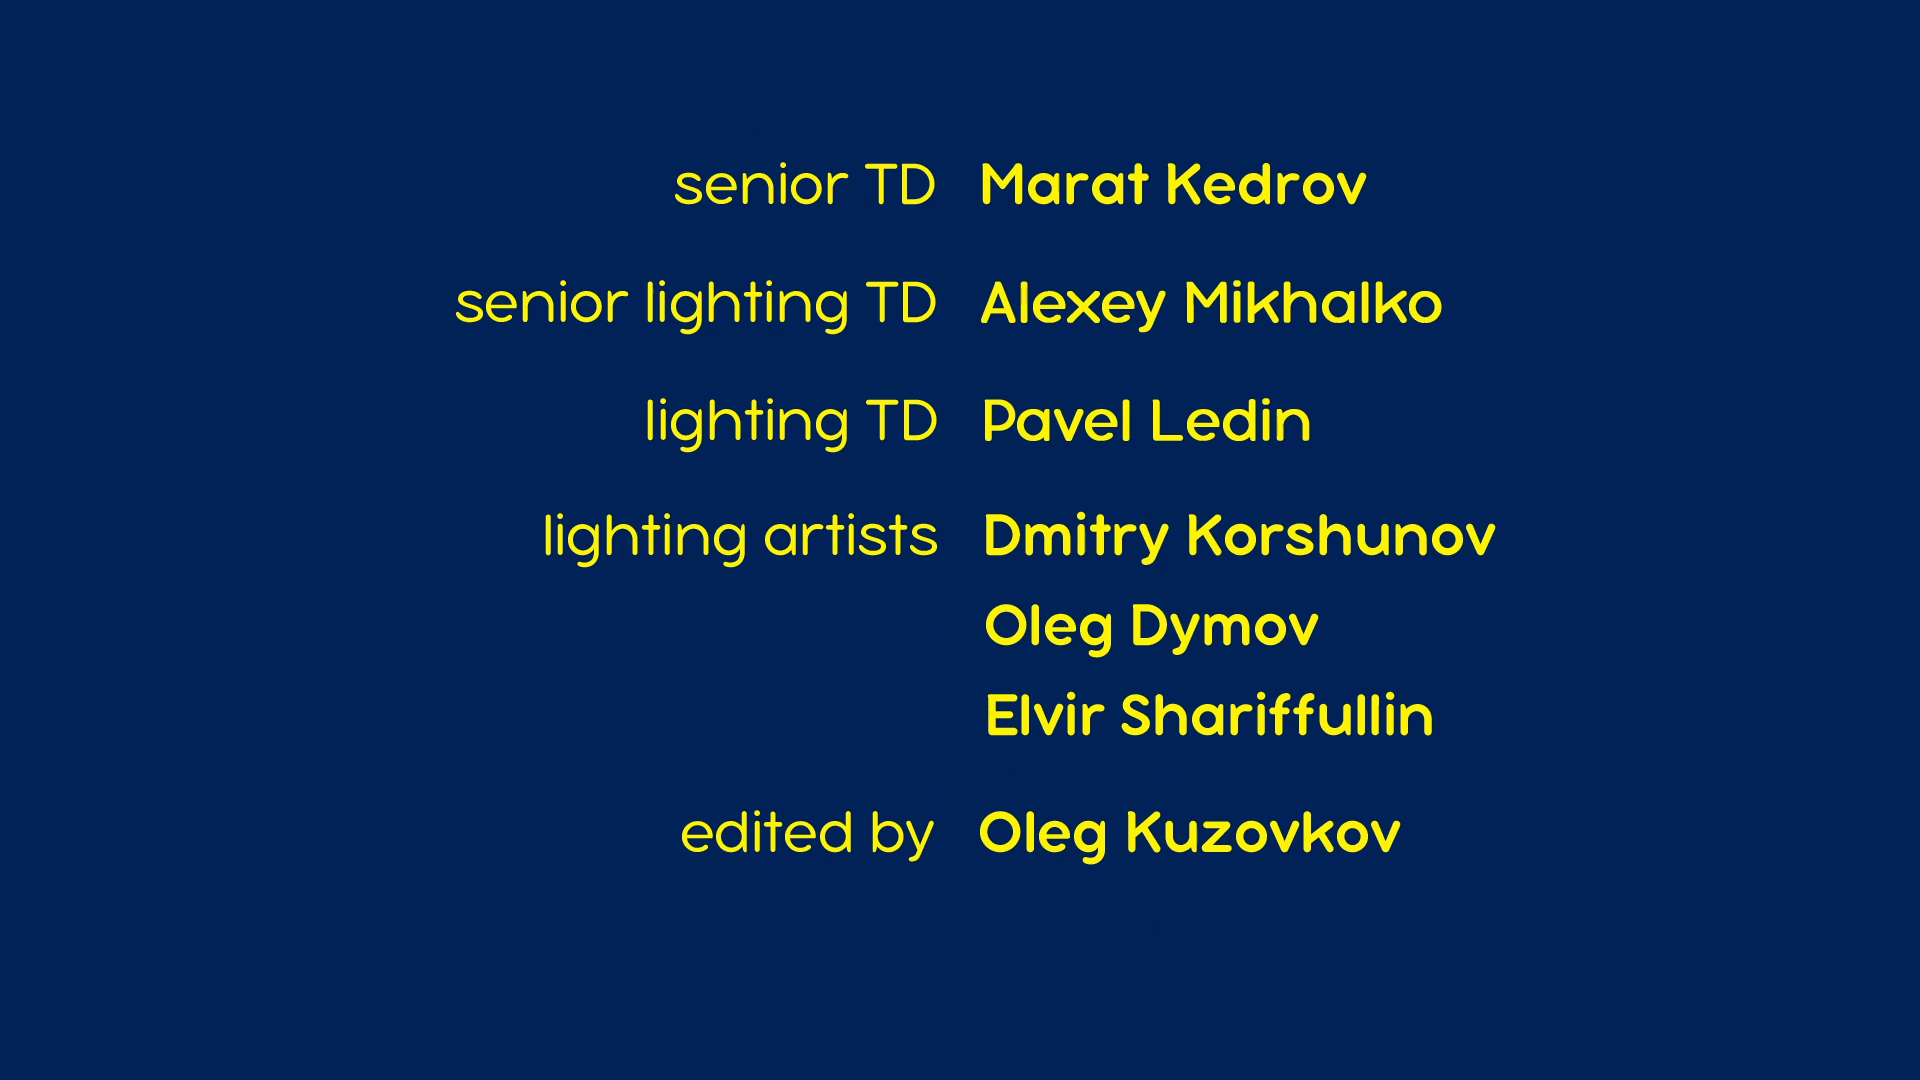 senior TD Marat Kedrov
senior lighting TD Alexey Mikhalko
lighting TD Pavel Ledin
lighting artists Dmitry Korshunov
Oleg Dymov
Elvir Shariffullin
edited by Oleg Kuzovkov